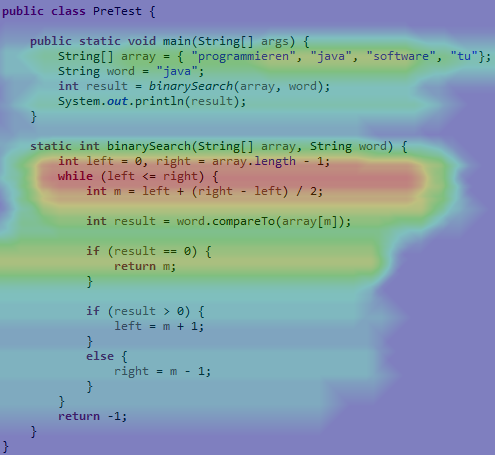 public class PreTest {
public static void main(String[] args) {
String[] array = { "programmieren", "java", "software", "tu"};
String word = "java";
int result = binarySearch(array, word);
System.out.println(result);
}
static int binarySearch(String[] array, String word) {
int left = 0, right = array.length - 1;
while (left <= right) {
int m = left + (right - left) / 2;
int result = word.compareTo(array[m]);
if (result == 0) {
return m;
}
if (result > 0) {
left = m + 1;
}
else {
right = m - 1;
}
}
return -1;
}
}